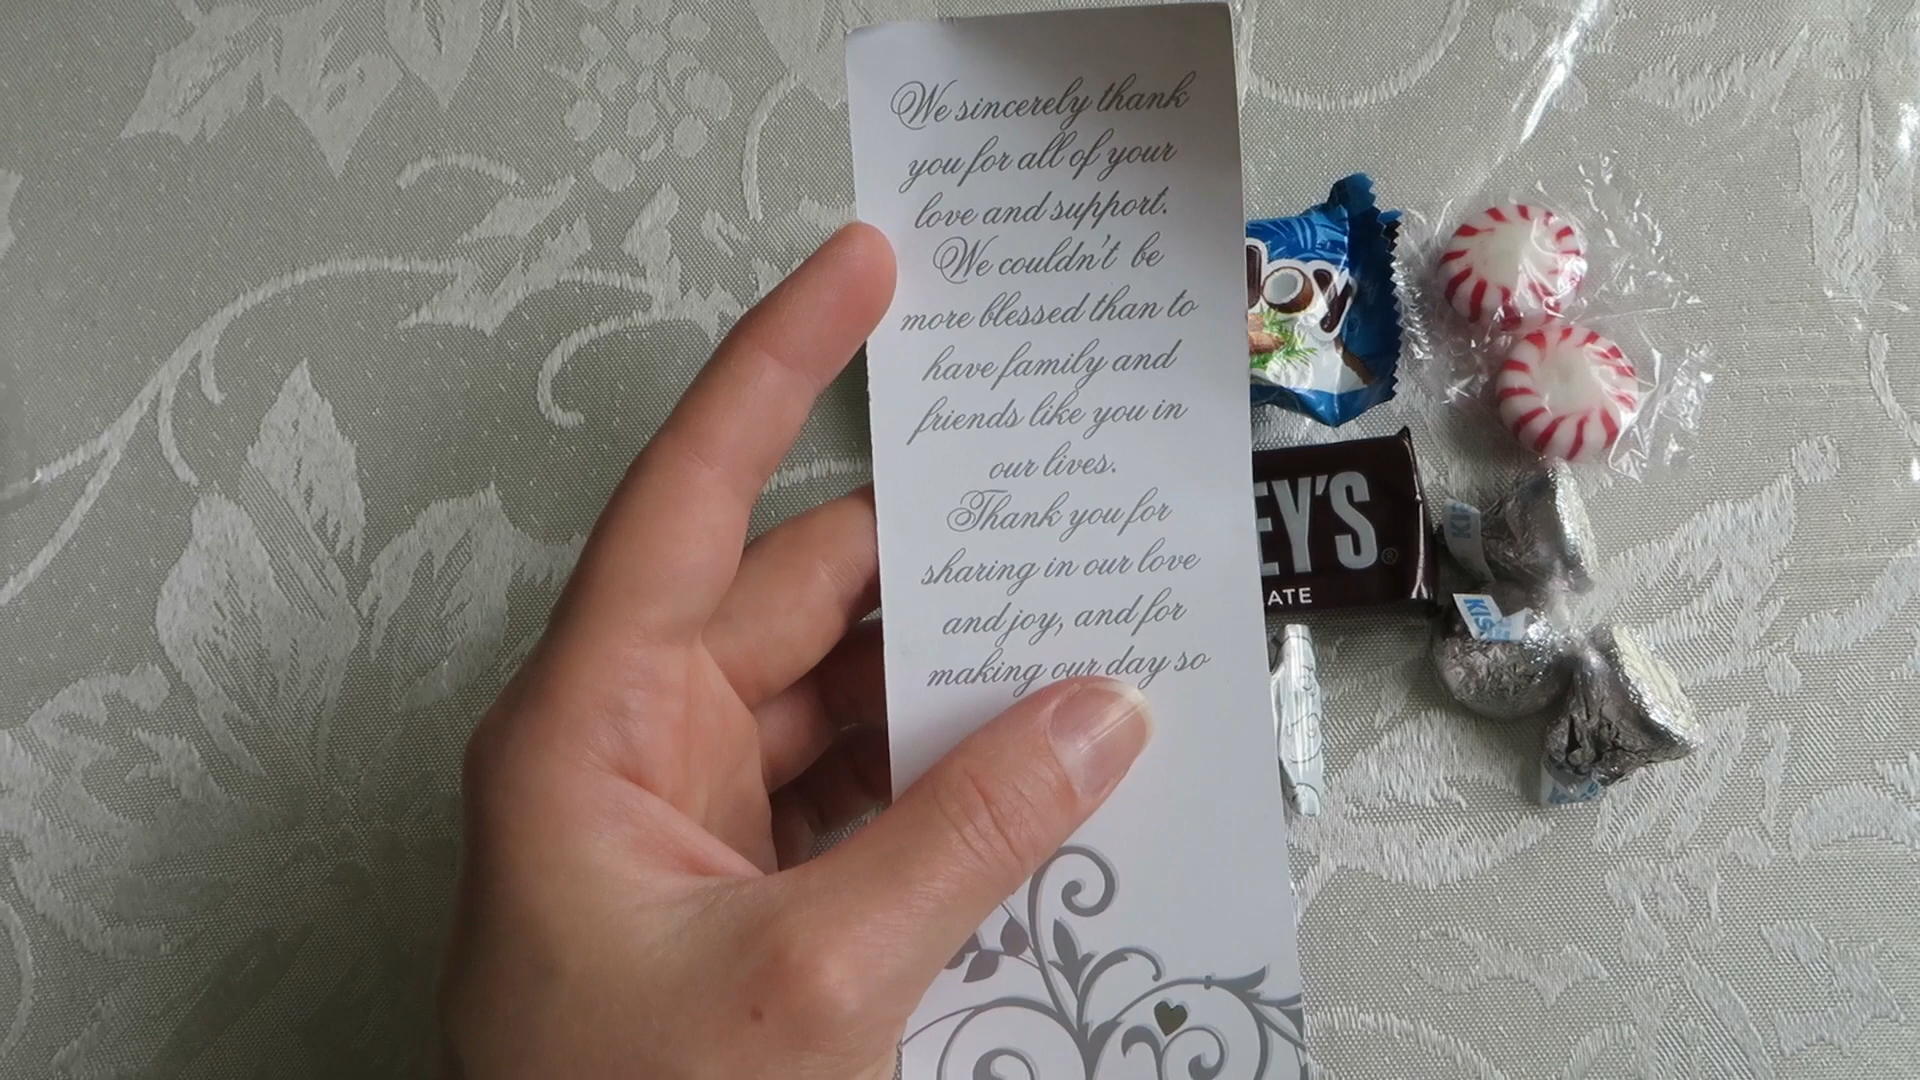 We sincerely thank
you for all of your
love and support.
We couldn't be
more blessed than to
have family and
friends like you in
our lives.
Thank you for
sharing in our love
and joy, and for
making our day so
Joy
EY'S
ATE
KIS